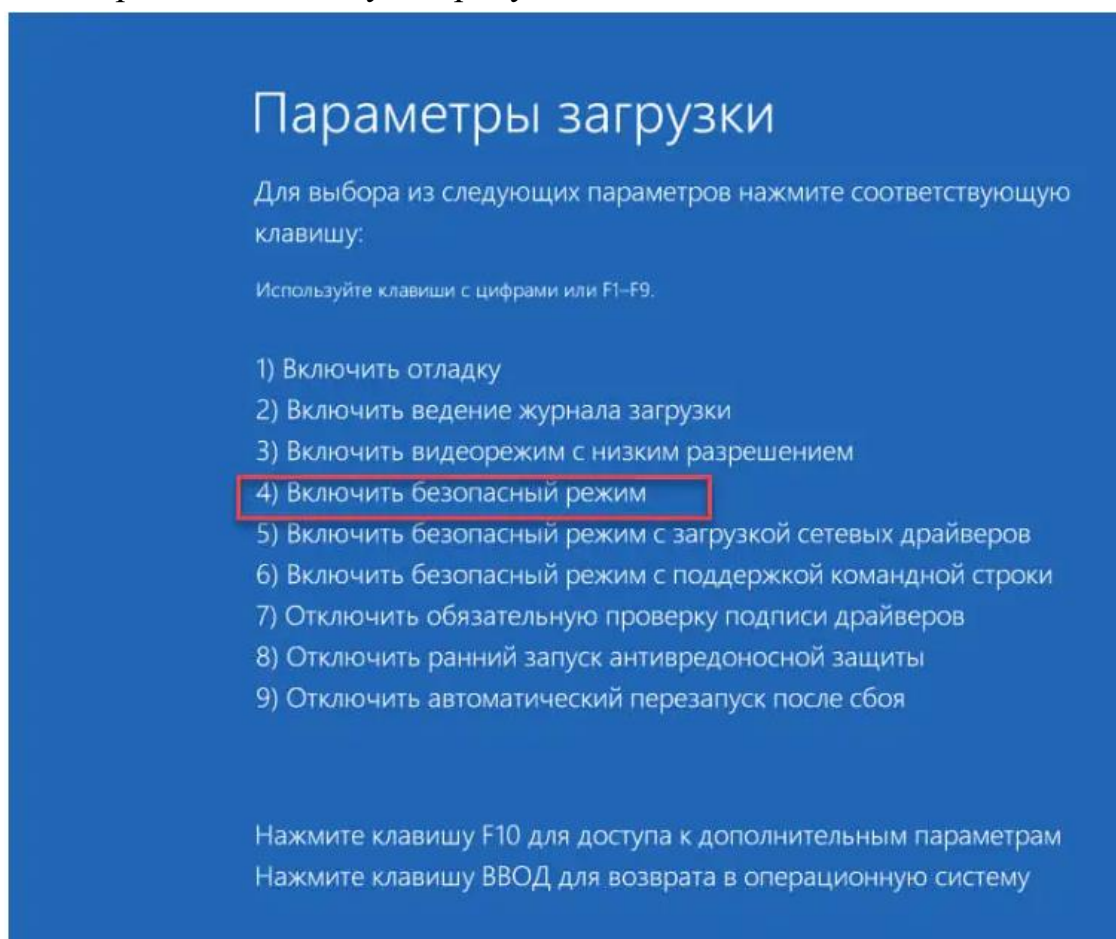 Параметры загрузки
Для выбора из следующих параметров нажмите соответствующую
клавишу:
Используйте клавиши с цифрами или F1–F9.
1) Включить отладку
2) Включить ведение журнала загрузки
3) Включить видеорежим с низким разрешением
4) Включить безопасный режим
5) Включить безопасный режим с загрузкой сетевых драйверов
6) Включить безопасный режим с поддержкой командной строки
7) Отключить обязательную проверку подписи драйверов
8) Отключить ранний запуск антивредоносной защиты
9) Отключить автоматический перезапуск после сбоя
Нажмите клавишу F10 для доступа к дополнительным параметрам
Нажмите клавишу ВВОД для возврата в операционную систему